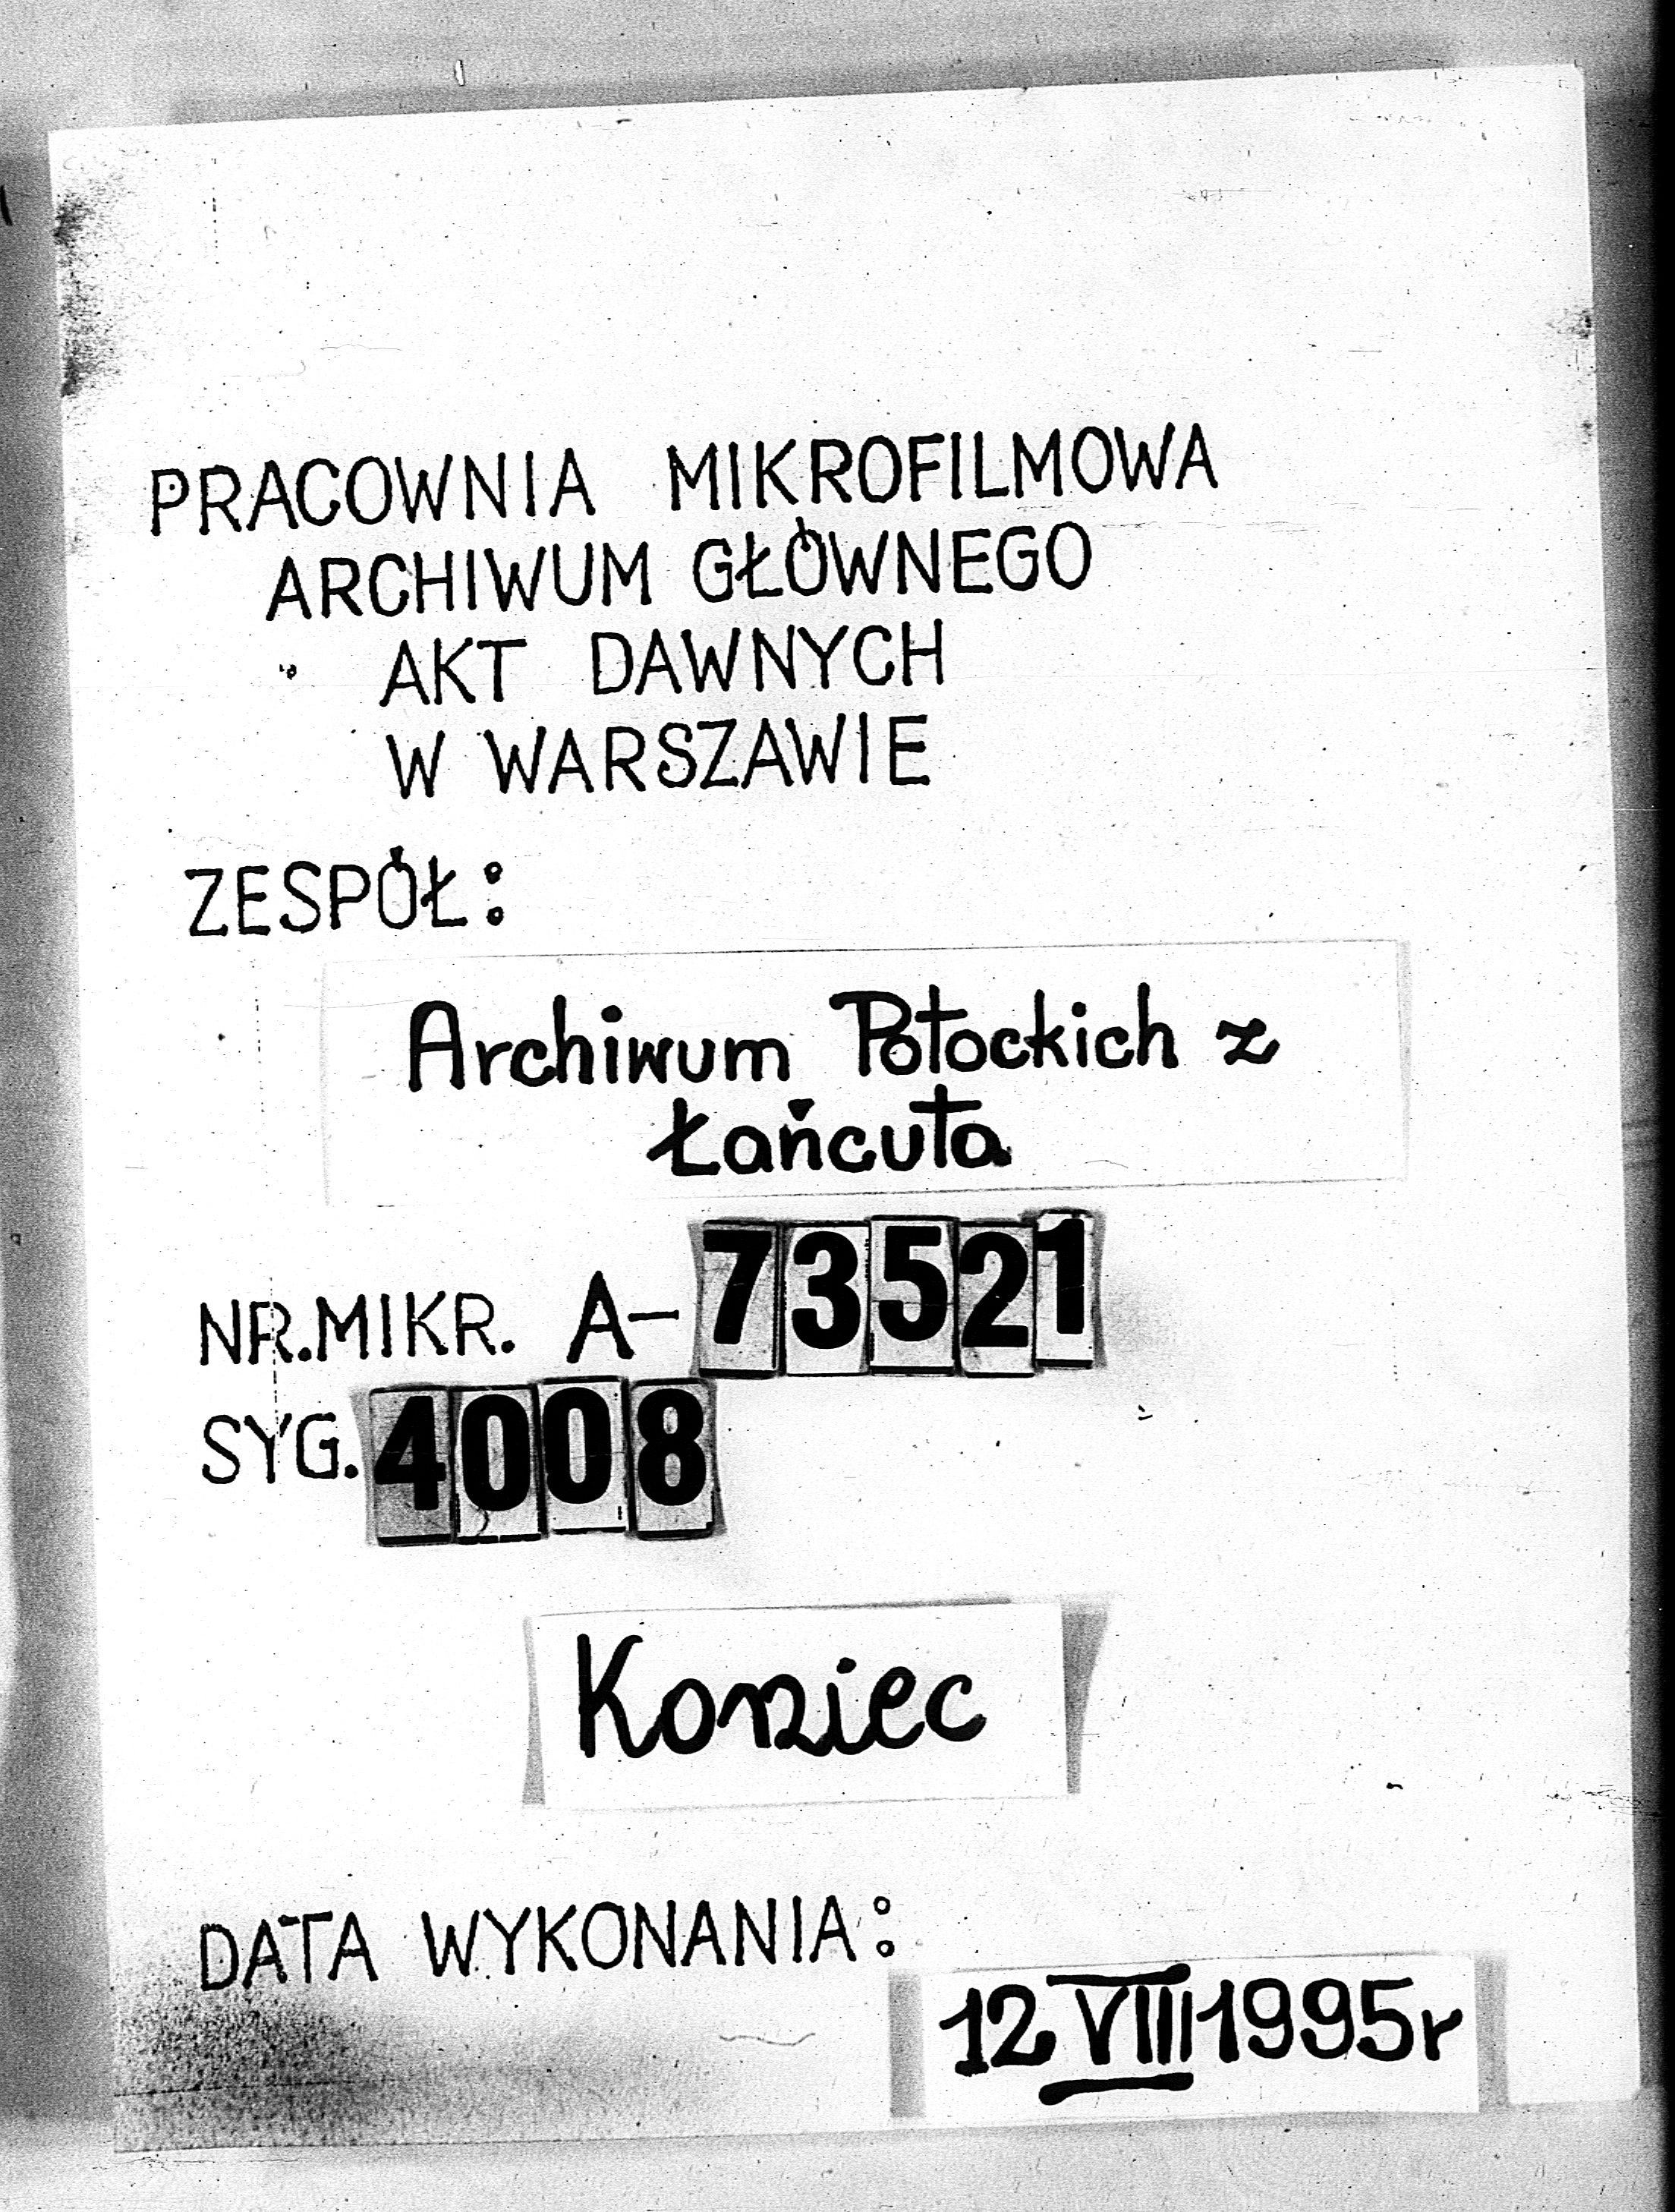 PRACOWNIA MIKROFILMOWA
ARCHIWUM GŁÓWNEGO
AKT DAWNYCH
W WARSZAWIE
ZESPÓŁ:
Archiwum Potockich z
Łańcuta
NR.MIKR. A-73521
SYG. 4008
Koniec
DATA WYKONANIA:
12 VIII 1995r